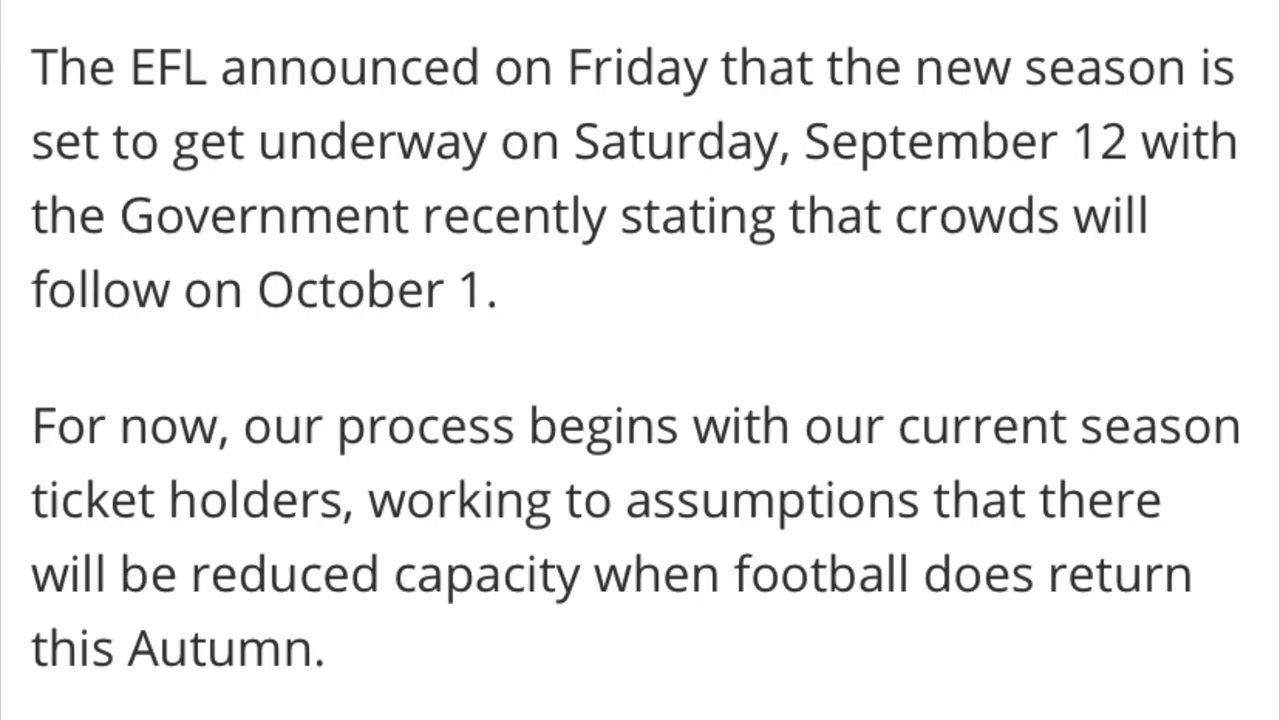 The EFL announced on Friday that the new season is
set to get underway on Saturday, September 12 with
the Government recently stating that crowds will
follow on October 1.
For now, our process begins with our current season
ticket holders, working to assumptions that there
will be reduced capacity when football does return
this Autumn.